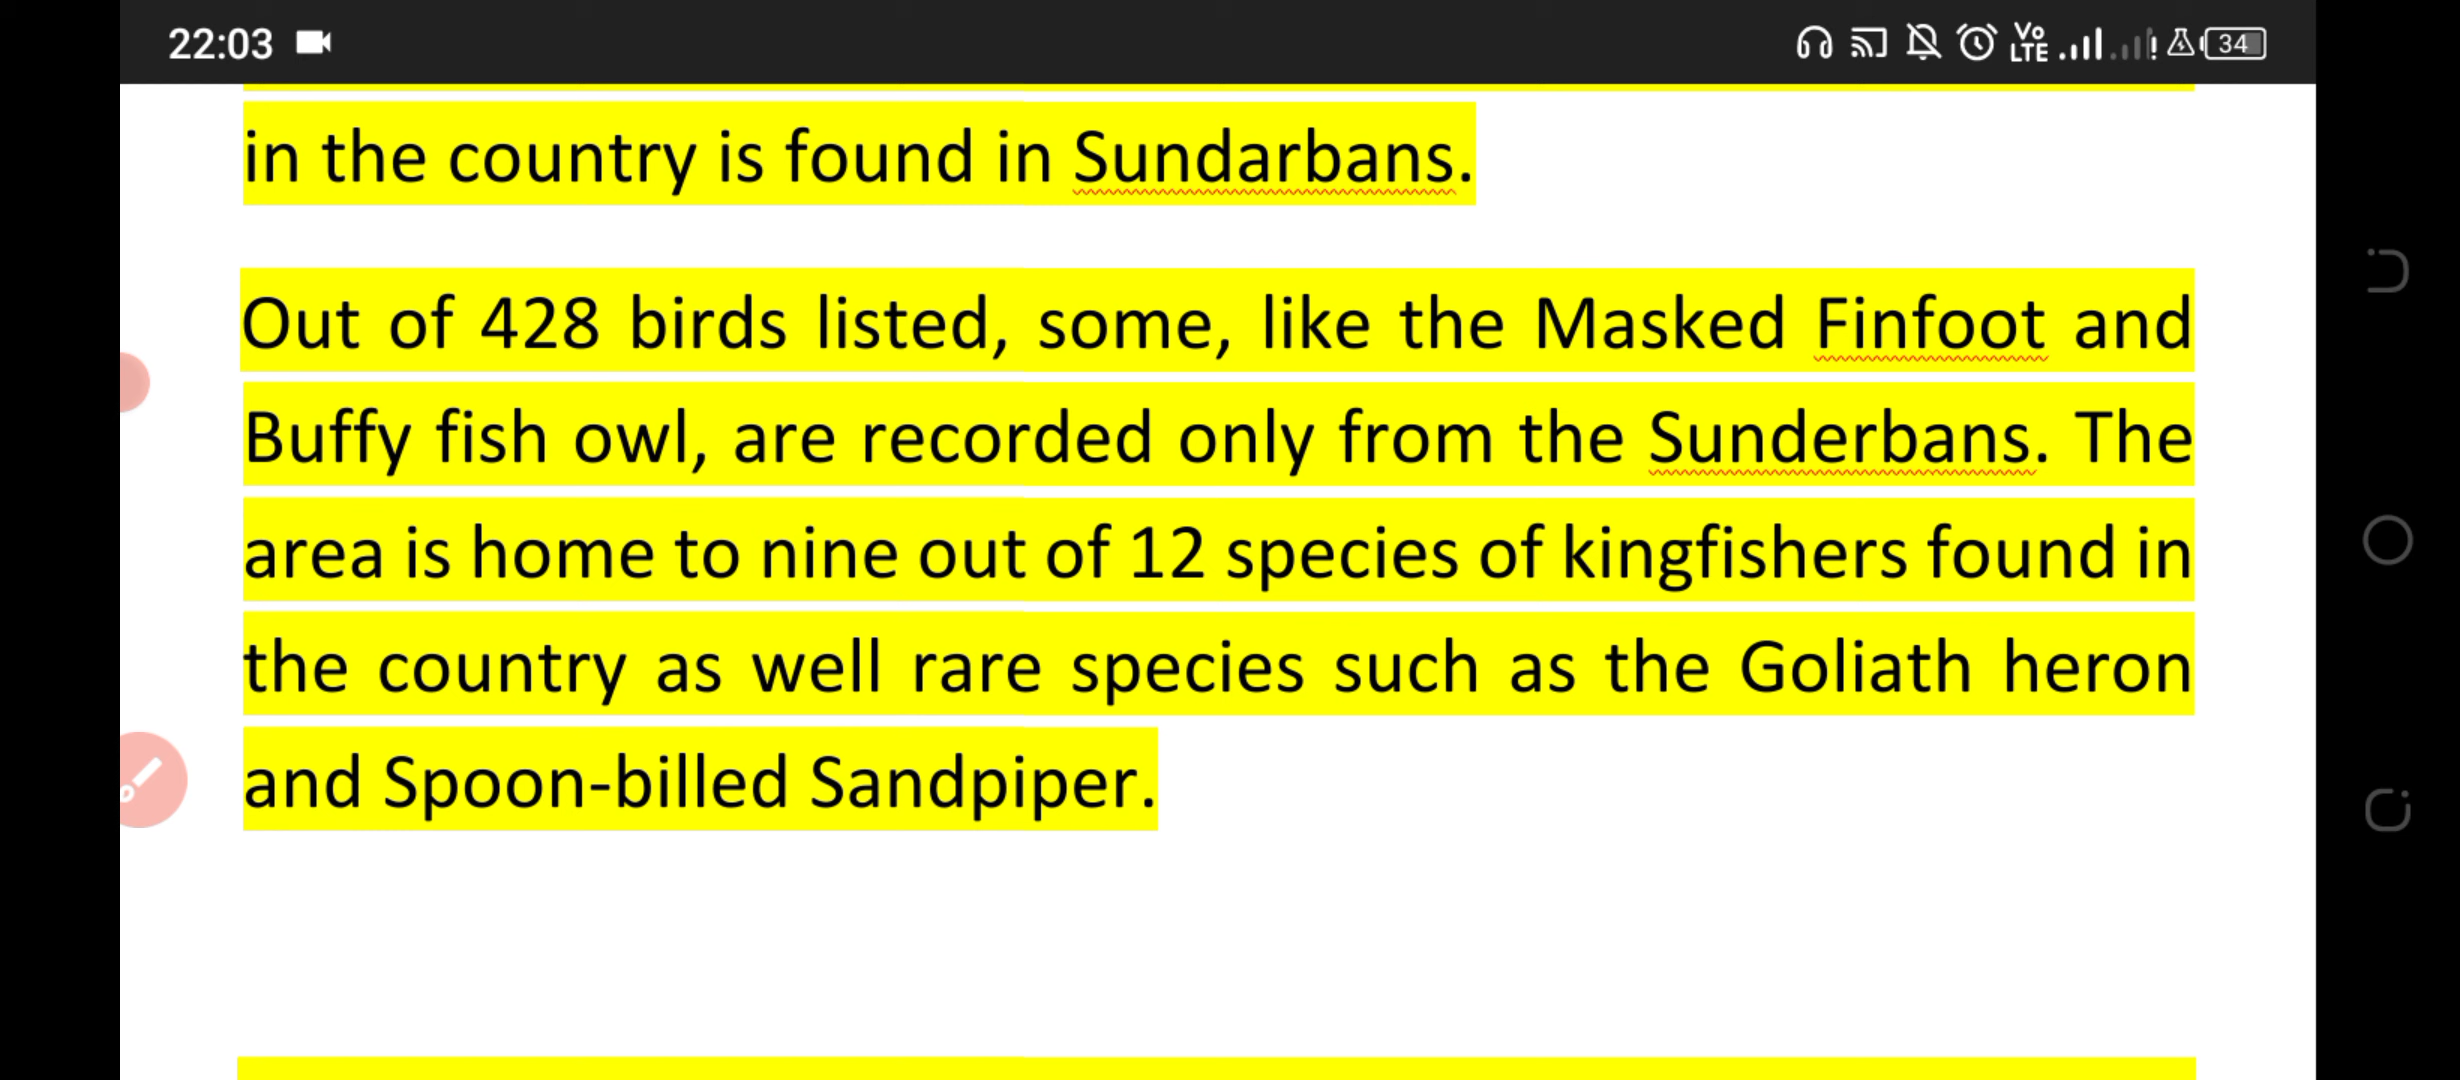 22:03 Vo LTE 34
in the country is found in Sundarbans.
Out of 428 birds listed, some, like the Masked Finfoot and
Buffy fish owl, are recorded only from the Sunderbans. The
area is home to nine out of 12 species of kingfishers found in
the country as well rare species such as the Goliath heron
and Spoon-billed Sandpiper.